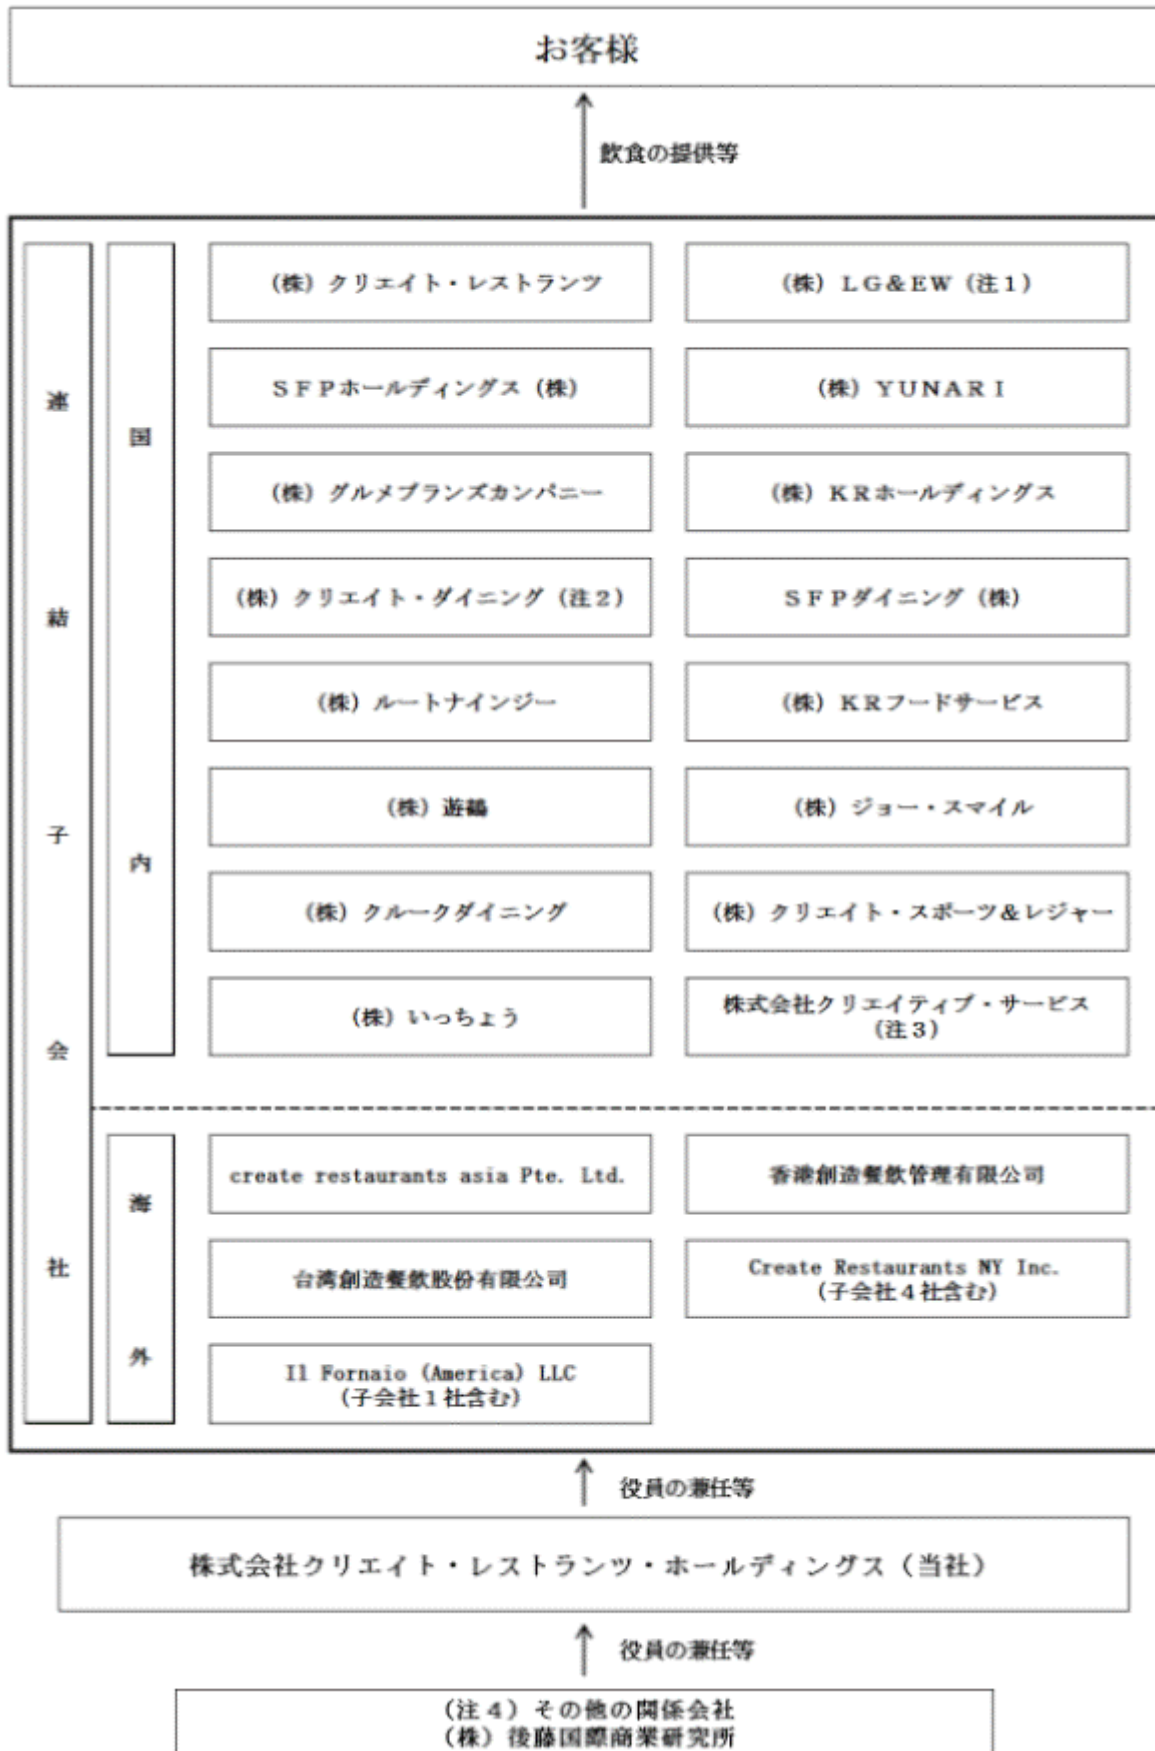 お客様
飲食の提供等
連結子会社
国内
(株)クリエイト・レストランツ
(株)LG&EW(注1)
SFPホールディングス(株)
(株)YUNARI
(株)グルメブランズカンパニー
(株)KRホールディングス
(株)クリエイト・ダイニング(注2)
SFPダイニング(株)
(株)ルートナインジー
(株)KRフードサービス
(株)遊鶴
(株)ジョー・スマイル
(株)クルークダイニング
(株)クリエイト・スポーツ&レジャー
(株)いっちょう
株式会社クリエイティブ・サービス
(注3)
海外
create restaurants asia Pte. Ltd.
香港創造餐飲管理有限公司
台湾創造餐飲股份有限公司
Create Restaurants NY Inc.
(子会社4社含む)
Il Fornaio (America) LLC
(子会社1社含む)
役員の兼任等
株式会社クリエイト・レストランツ・ホールディングス(当社)
役員の兼任等
(注4)その他の関係会社
(株)後藤国際商業研究所